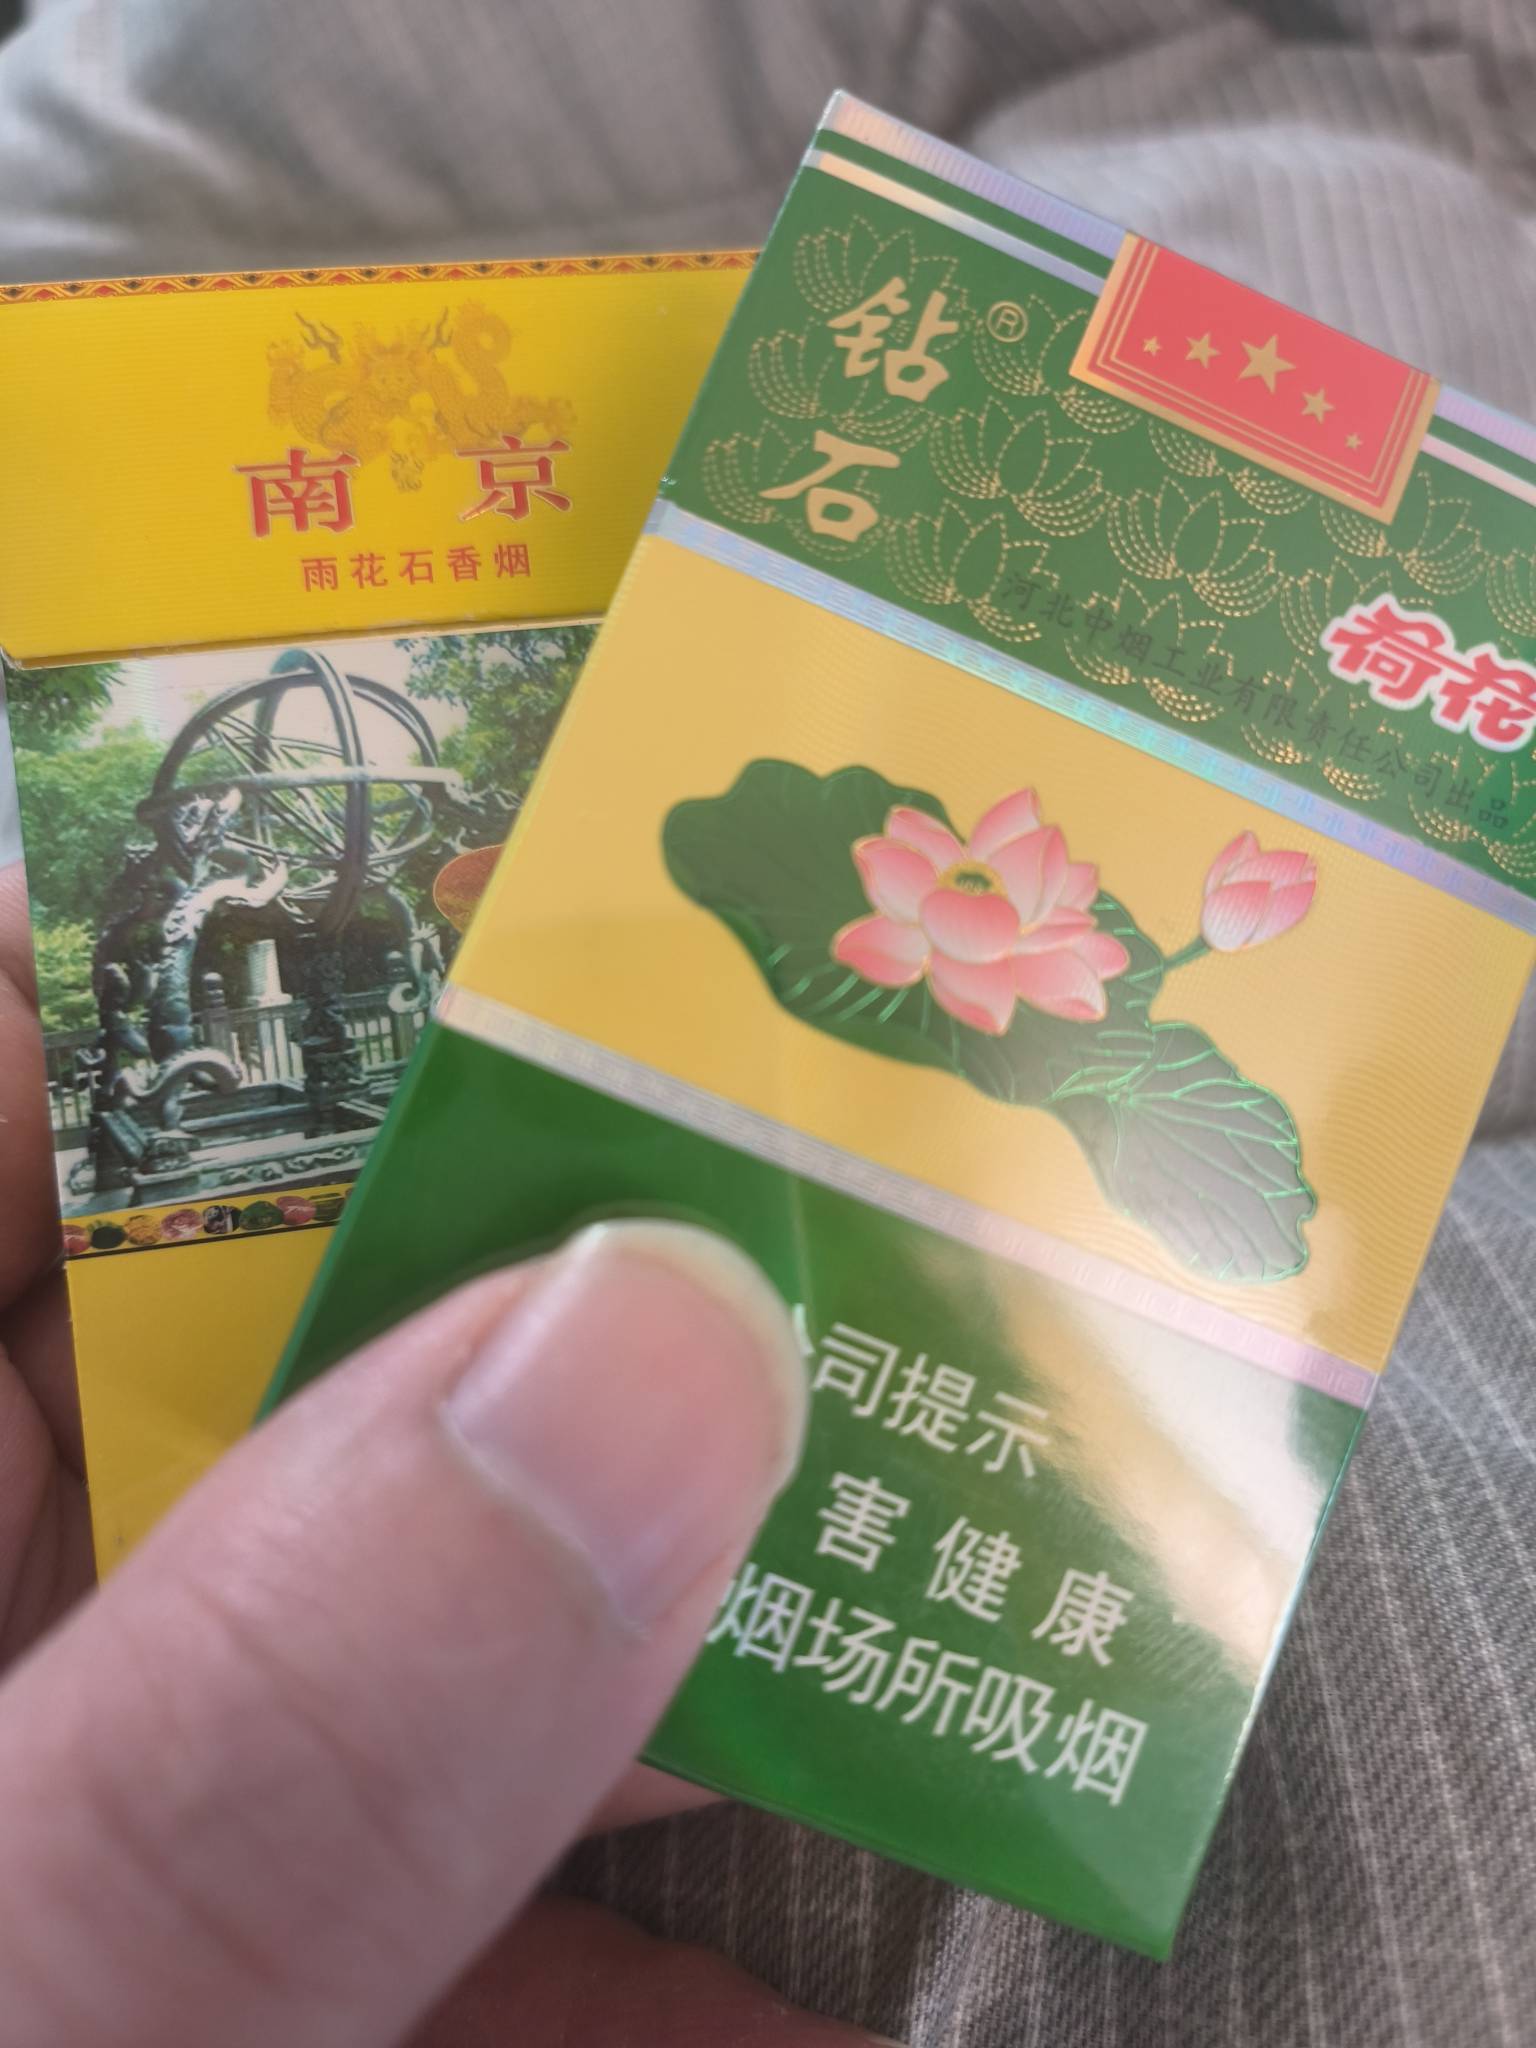 南京
雨花石香烟
钻石®
荷花
河北中烟工业有限责任公司出品
司提示
害健康
烟场所吸烟